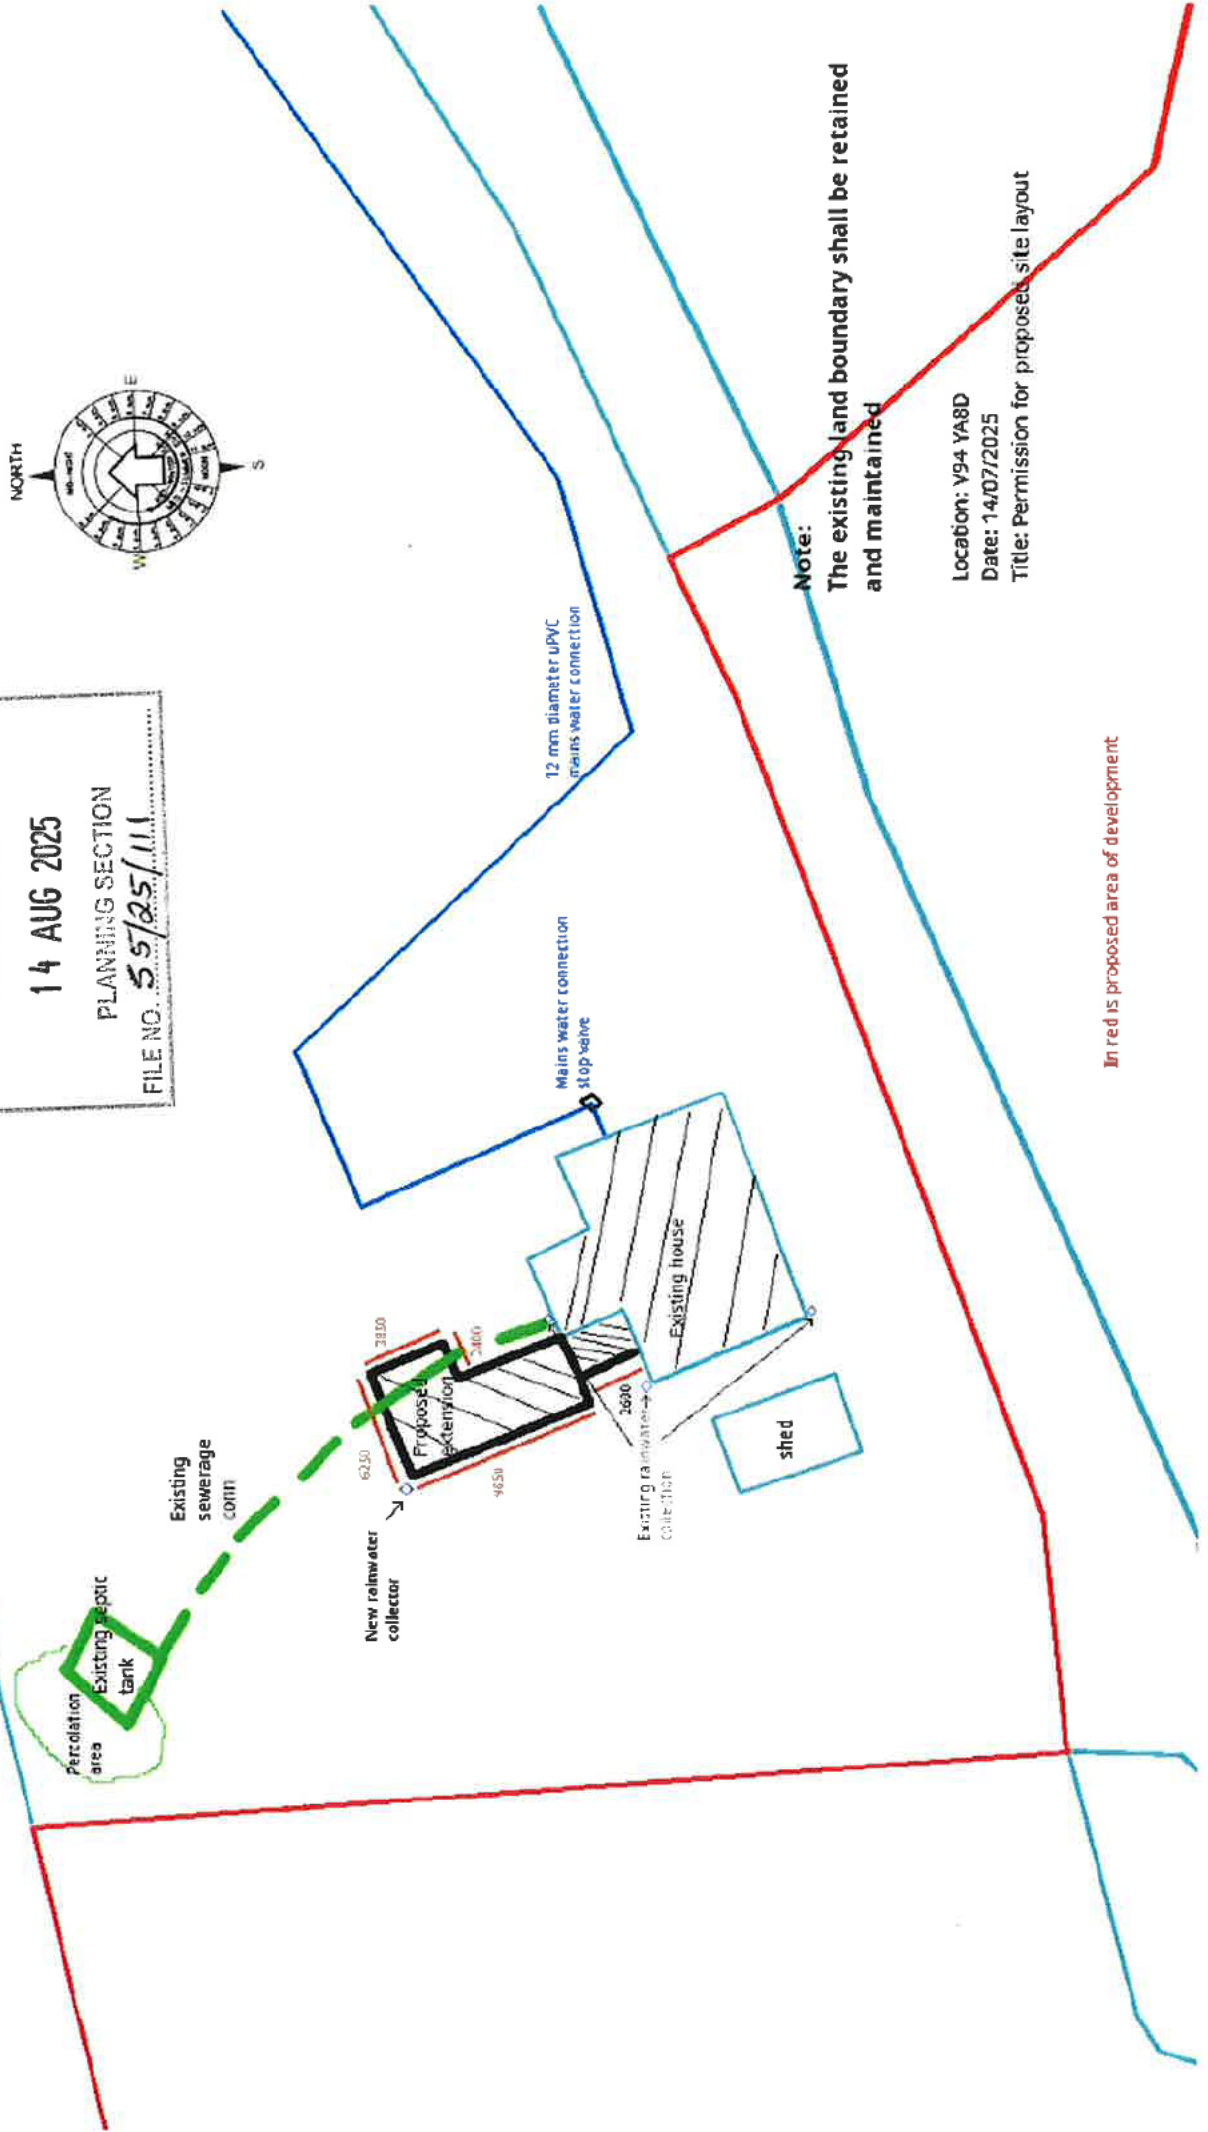 14 AUG 2025
PLANNING SECTION
FILE NO. 55/25/111
NORTH
W
E
S
Percolation
area
Existing septic
tank
Existing
sewerage
conn
New rainwater
collector
6250
3850
2400
9650
2600
Proposed
extension
Existing rainwater
collection
Existing house
shed
Mains water connection
stop valve
12 mm diameter uPVC
mains water connection
Note:
The existing land boundary shall be retained
and maintained
Location: V94 YA8D
Date: 14/07/2025
Title: Permission for proposed site layout
In red is proposed area of development